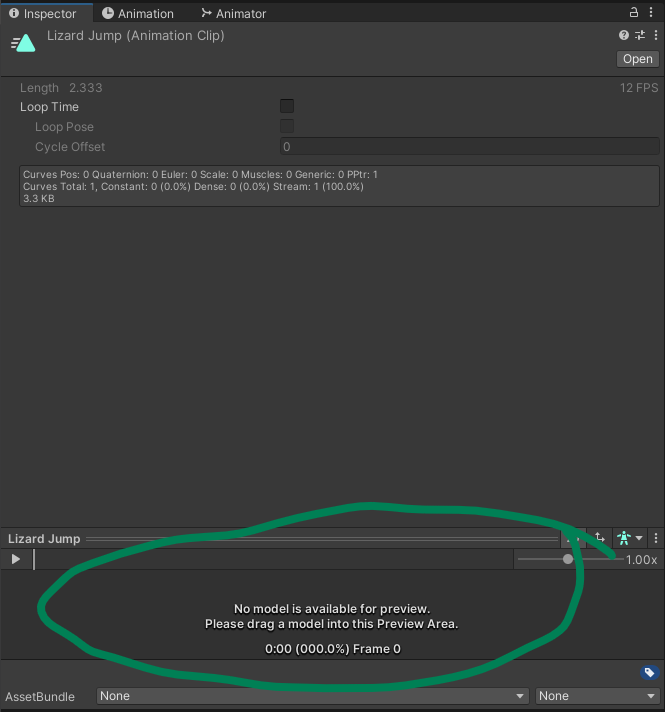 Inspector Animation Animator
Lizard Jump (Animation Clip)
Open
Length 2.333 12 FPS
Loop Time
Loop Pose
Cycle Offset 0
Curves Pos: 0 Quaternion: 0 Euler: 0 Scale: 0 Muscles: 0 Generic: 0 PPtr: 1
Curves Total: 1, Constant: 0 (0.0%) Dense: 0 (0.0%) Stream: 1 (100.0%)
3.3 KB
Lizard Jump
1.00x
No model is available for preview.
Please drag a model into this Preview Area.
0:00 (000.0%) Frame 0
AssetBundle None None